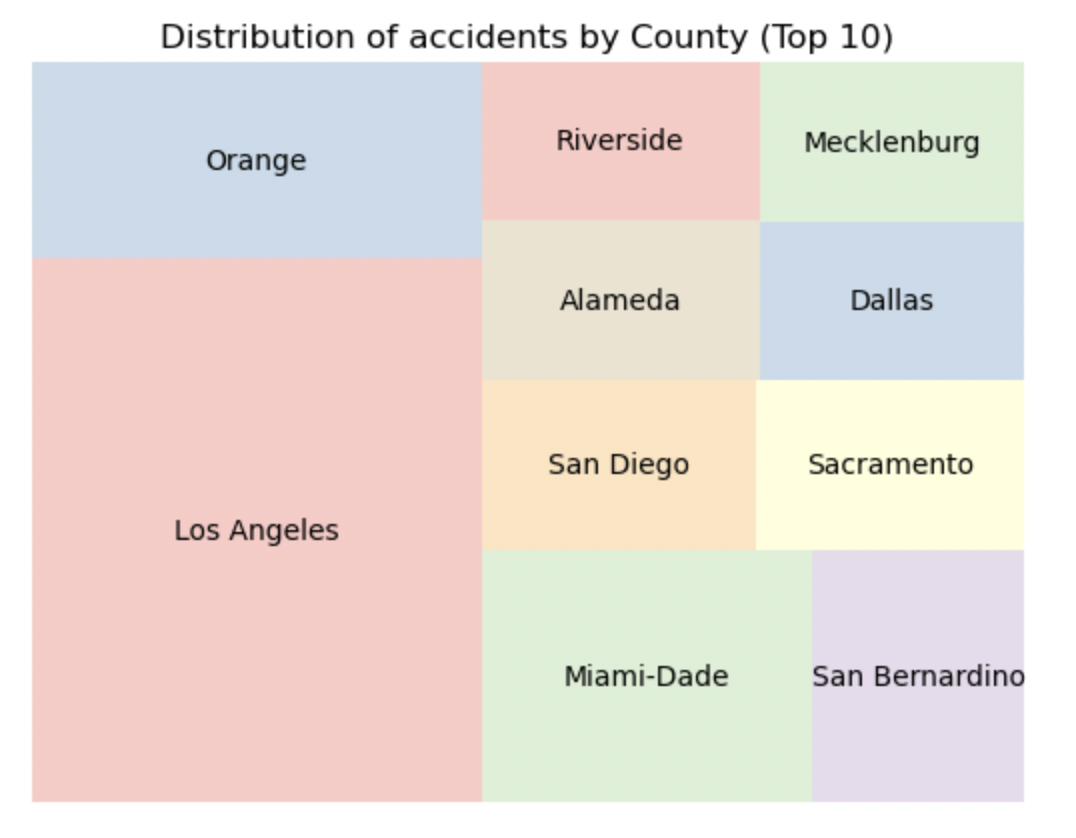 Distribution of accidents by County (Top 10)
Orange
Riverside
Mecklenburg
Alameda
Dallas
San Diego
Sacramento
Los Angeles
Miami-Dade
San Bernardino